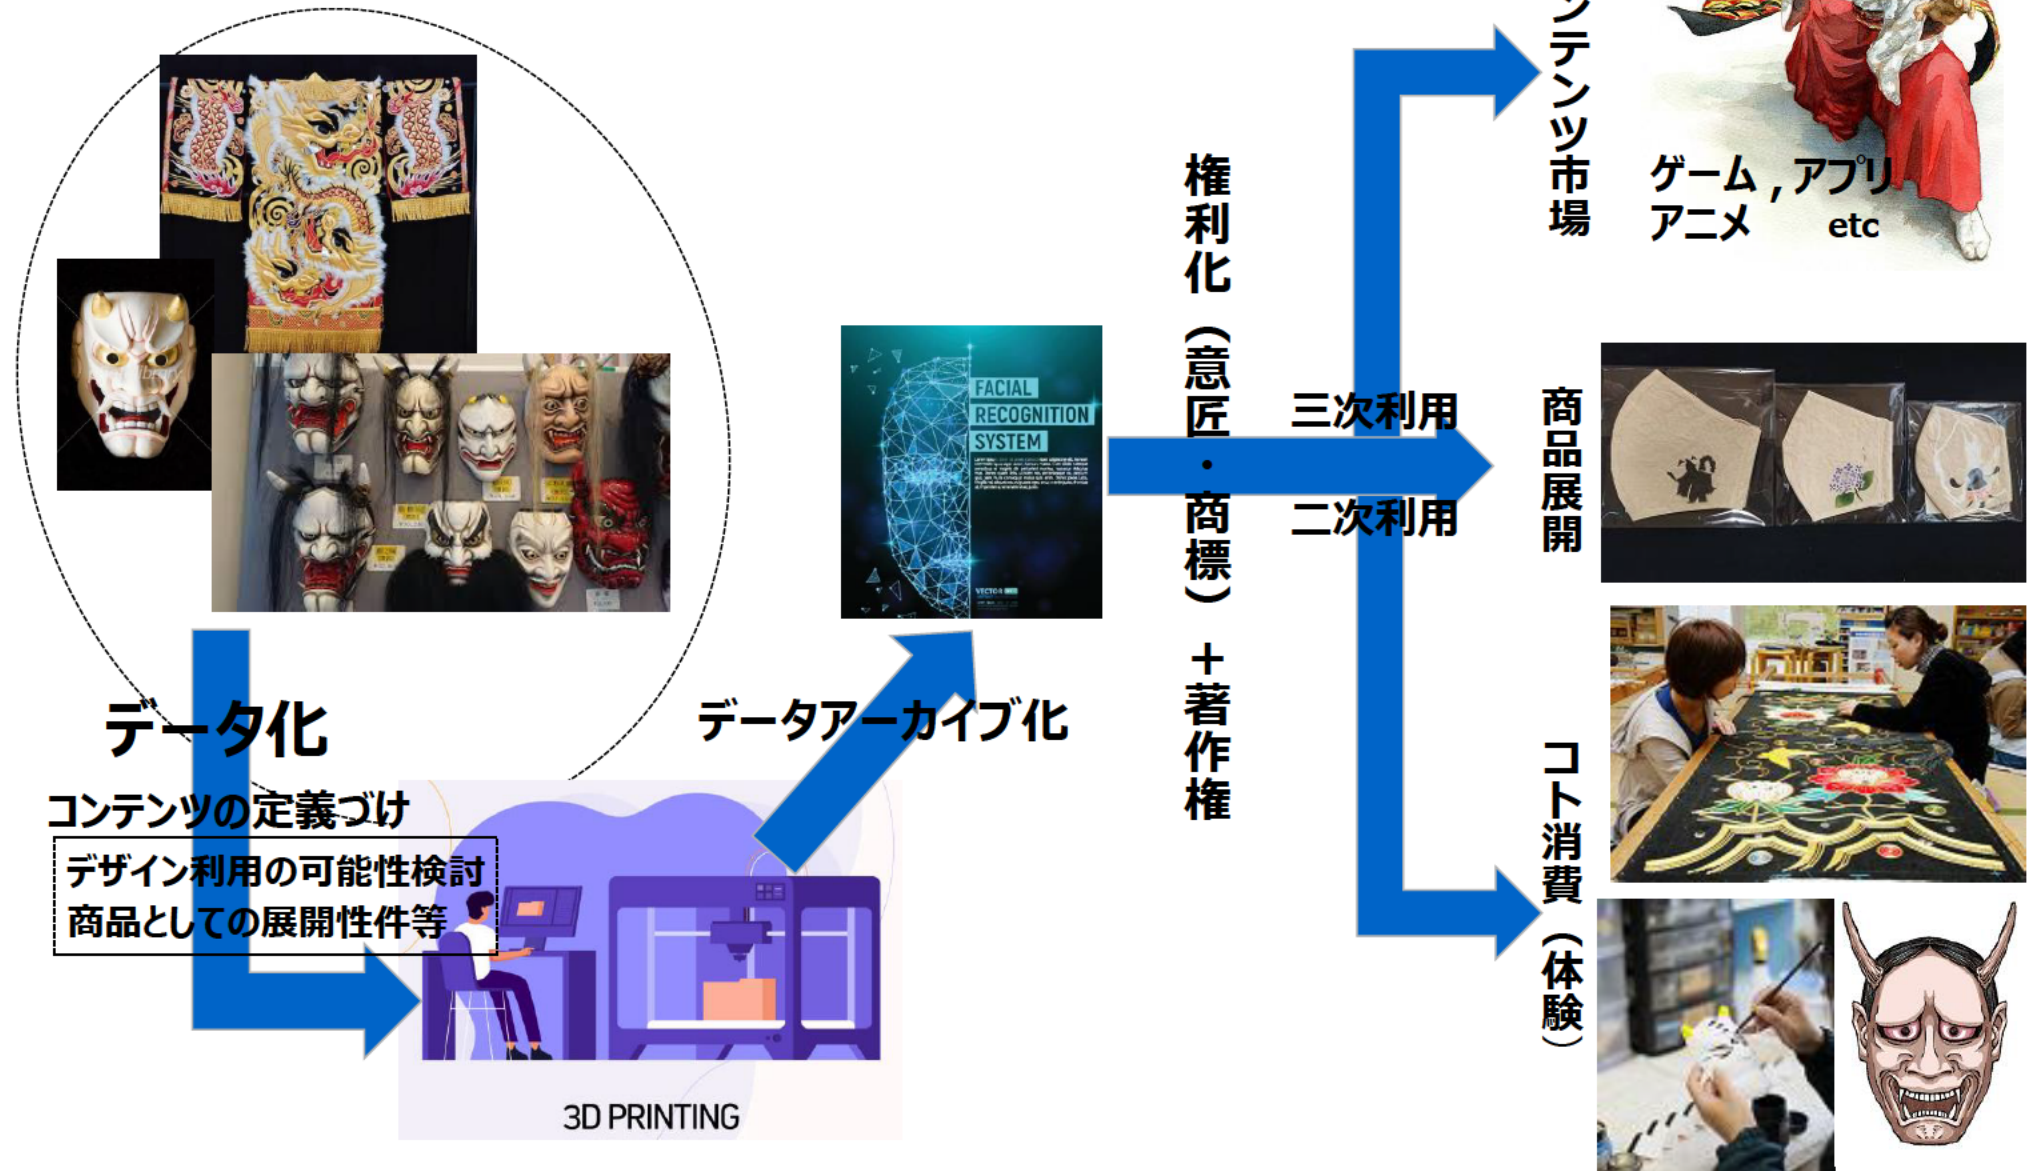 データ化
コンテンツの定義づけ
デザイン利用の可能性検討
商品としての展開性件等
3D PRINTING
データアーカイブ化
FACIAL
RECOGNITION
SYSTEM
VECTOR
権利化（意匠・商標）＋著作権
三次利用
二次利用
ンテンツ市場
ゲーム , アプリ
アニメ etc
商品展開
コト消費（体験）